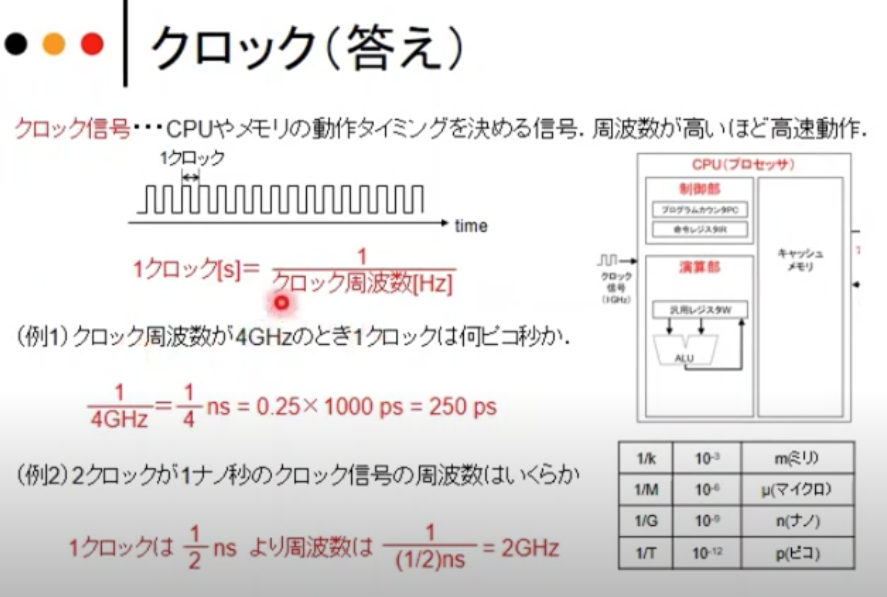 クロック（答え）
クロック信号･･･CPUやメモリの動作タイミングを決める信号．周波数が高いほど高速動作．
1クロック
time
1クロック[s]＝ 1 / クロック周波数[Hz]
（例1）クロック周波数が4GHzのとき1クロックは何ピコ秒か．
1/4GHz = 1/4 ns = 0.25×1000 ps = 250 ps
（例2）2クロックが1ナノ秒のクロック信号の周波数はいくらか
1クロックは 1/2 ns より周波数は 1/(1/2)ns = 2GHz
CPU（プロセッサ）
制御部
プログラムカウンタPC
命令レジスタIR
キャッシュ
メモリ
クロック
信号
(1GHz)
演算部
汎用レジスタW
ALU
1/k 10-3 m(ミリ)
1/M 10-6 μ(マイクロ)
1/G 10-9 n(ナノ)
1/T 10-12 p(ピコ)